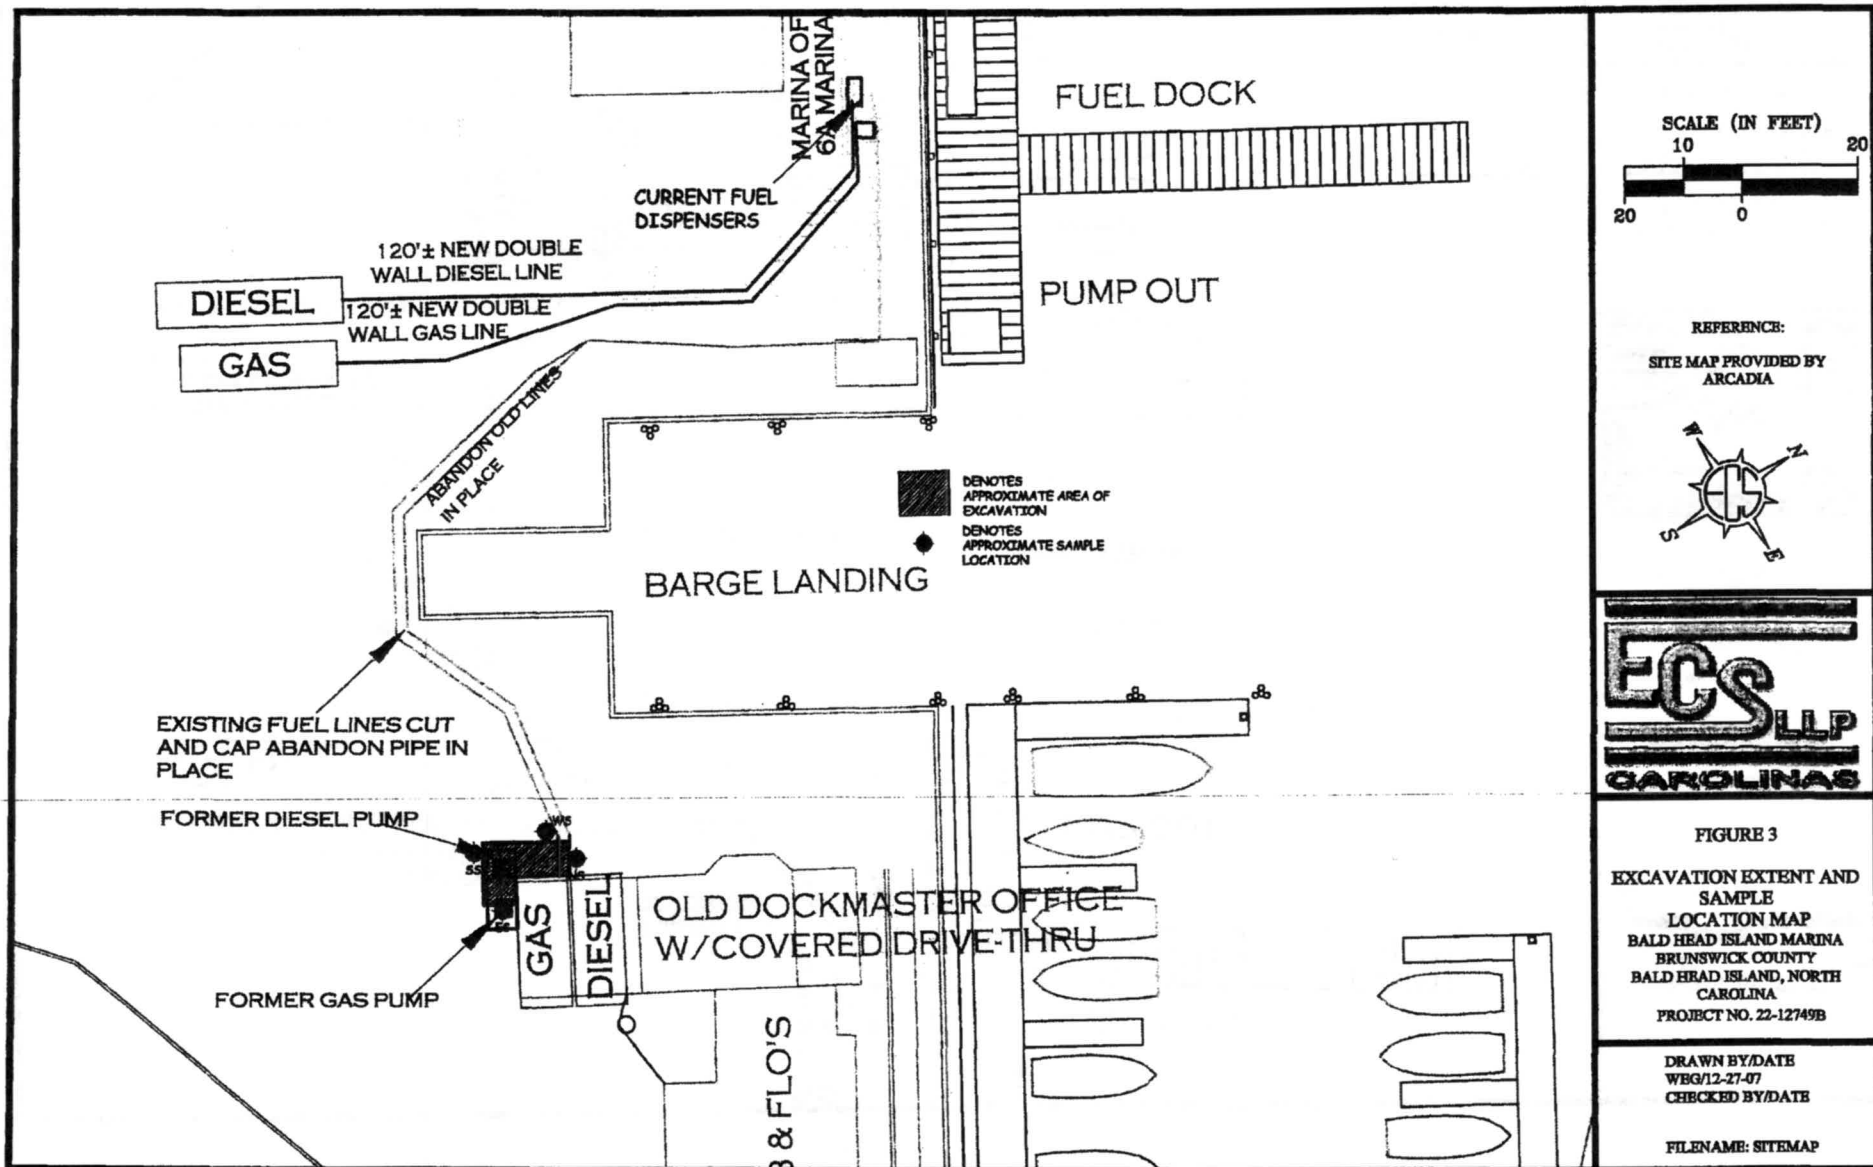 MARINA OF
6A MARINA
FUEL DOCK
CURRENT FUEL
DISPENSERS
120'± NEW DOUBLE
WALL DIESEL LINE
DIESEL
120'± NEW DOUBLE
WALL GAS LINE
GAS
PUMP OUT
ABANDON OLD LINES
IN PLACE
DENOTES
APPROXIMATE AREA OF
EXCAVATION
DENOTES
APPROXIMATE SAMPLE
LOCATION
BARGE LANDING
EXISTING FUEL LINES CUT
AND CAP ABANDON PIPE IN
PLACE
FORMER DIESEL PUMP
WS
SS
GAS
DIESEL
OLD DOCKMASTER OFFICE
W/COVERED DRIVE-THRU
FORMER GAS PUMP
B & FLO'S
SCALE (IN FEET)
10 20
20 0
REFERENCE:
SITE MAP PROVIDED BY
ARCADIA
W
N
S
E
ECS LLP
CAROLINAS
FIGURE 3
EXCAVATION EXTENT AND
SAMPLE
LOCATION MAP
BALD HEAD ISLAND MARINA
BRUNSWICK COUNTY
BALD HEAD ISLAND, NORTH
CAROLINA
PROJECT NO. 22-12749B
DRAWN BY/DATE
WEG/12-27-07
CHECKED BY/DATE
FILENAME: SITEMAP